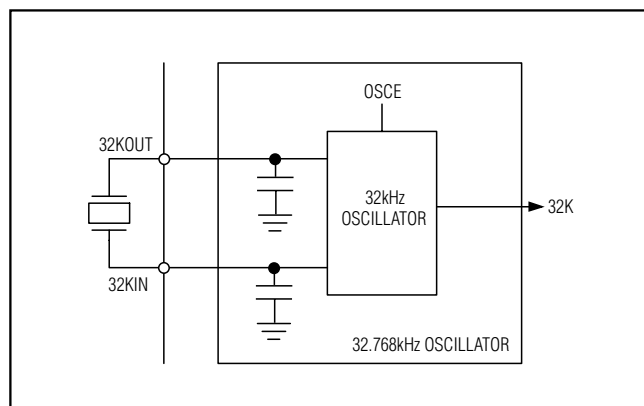 OSCE
32KOUT
32kHz
OSCILLATOR
32K
32KIN
32.768kHz OSCILLATOR